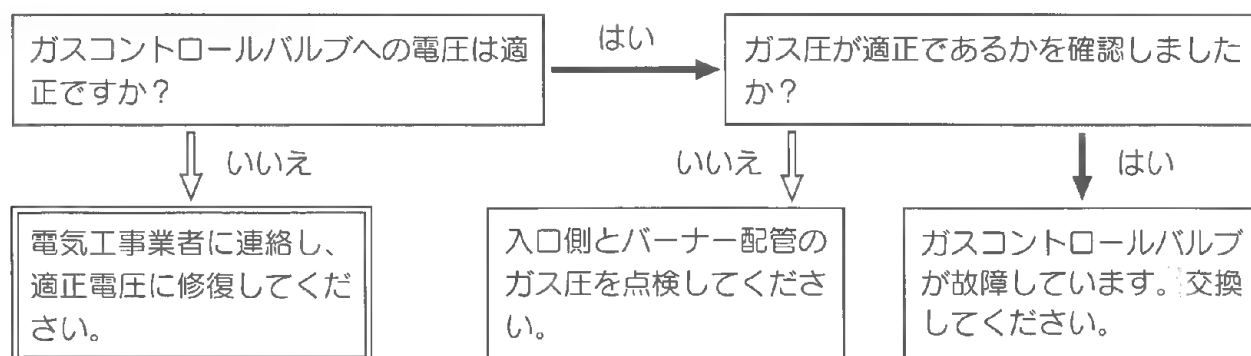 ガスコントロールバルブへの電圧は適
正ですか？
はい
ガス圧が適正であるかを確認しました
か？
いいえ
いいえ
はい
電気工事業者に連絡し、
適正電圧に修復してくだ
さい。
入口側とバーナー配管の
ガス圧を点検してくださ
い。
ガスコントロールバルブ
が故障しています。交換
してください。